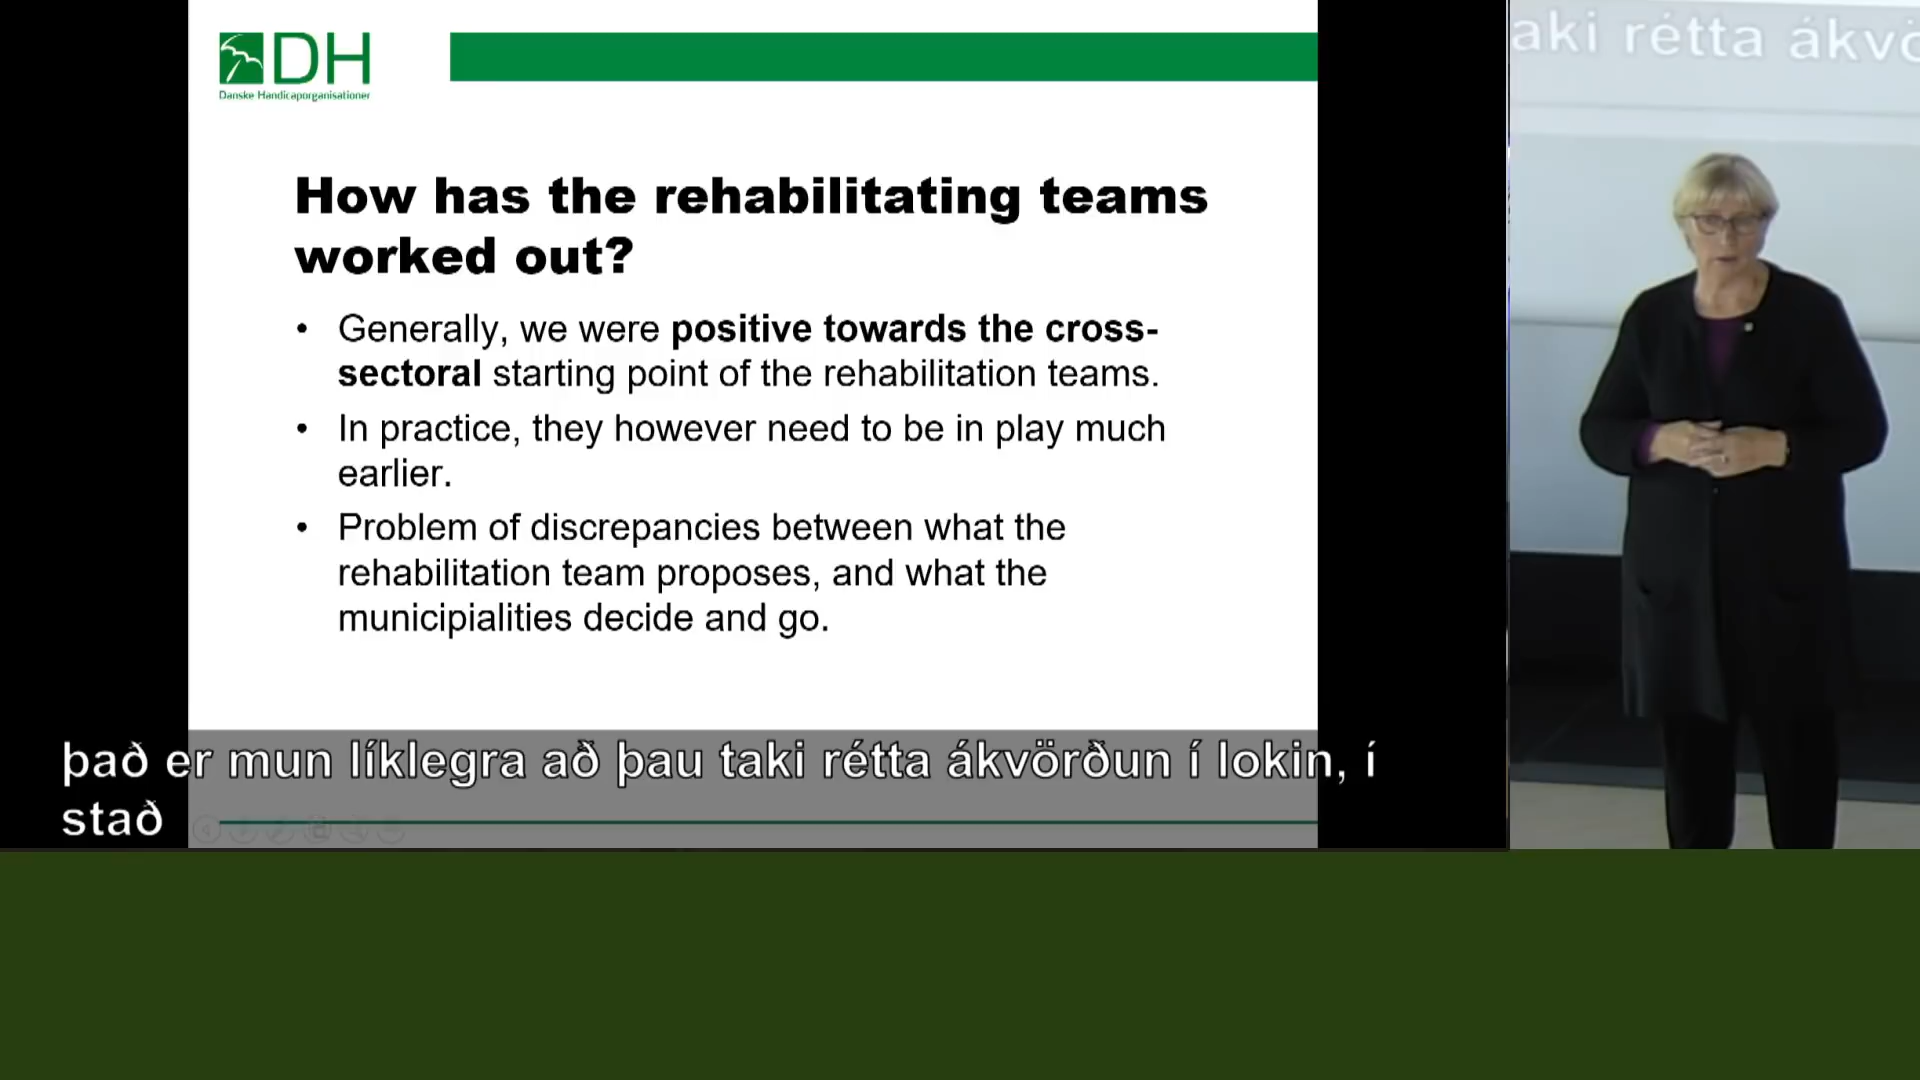 DH
Danske Handicaporganisationer
How has the rehabilitating teams
worked out?
• Generally, we were positive towards the cross-
sectoral starting point of the rehabilitation teams.
• In practice, they however need to be in play much
earlier.
• Problem of discrepancies between what the
rehabilitation team proposes, and what the
municipialities decide and go.
það er mun líklegra að þau taki rétta ákvörðun í lokin, í
stað
aki rétta ákvö